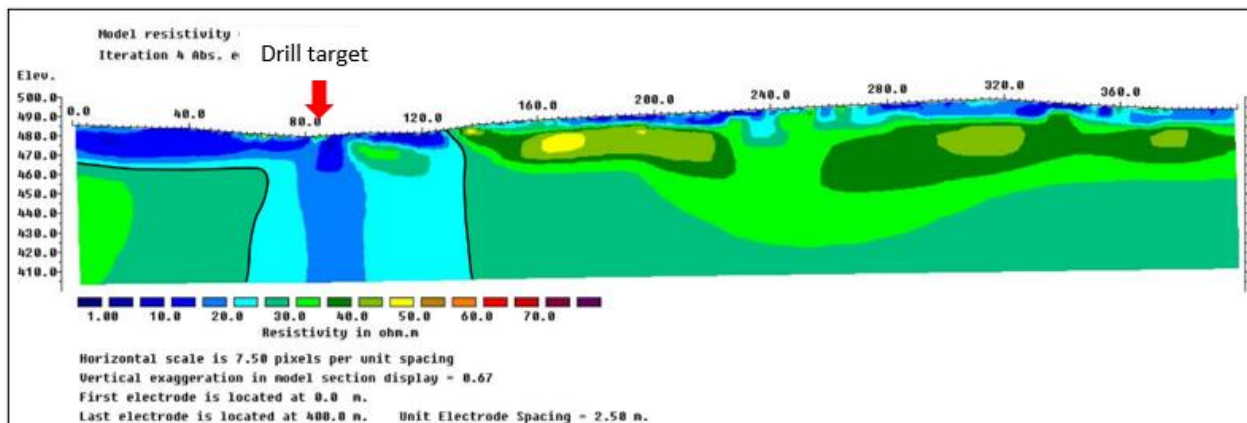 Model resistivity
Iteration 4 Abs. e
Drill target
Elev.
500.0
490.0
480.0
470.0
460.0
450.0
440.0
430.0
420.0
410.0
0.0 40.0 80.0 120.0 160.0 200.0 240.0 280.0 320.0 360.0
1.00 10.0 20.0 30.0 40.0 50.0 60.0 70.0
Resistivity in ohm.m
Horizontal scale is 7.50 pixels per unit spacing
Vertical exaggeration in model section display = 0.67
First electrode is located at 0.0 m.
Last electrode is located at 400.0 m. Unit Electrode Spacing = 2.50 m.